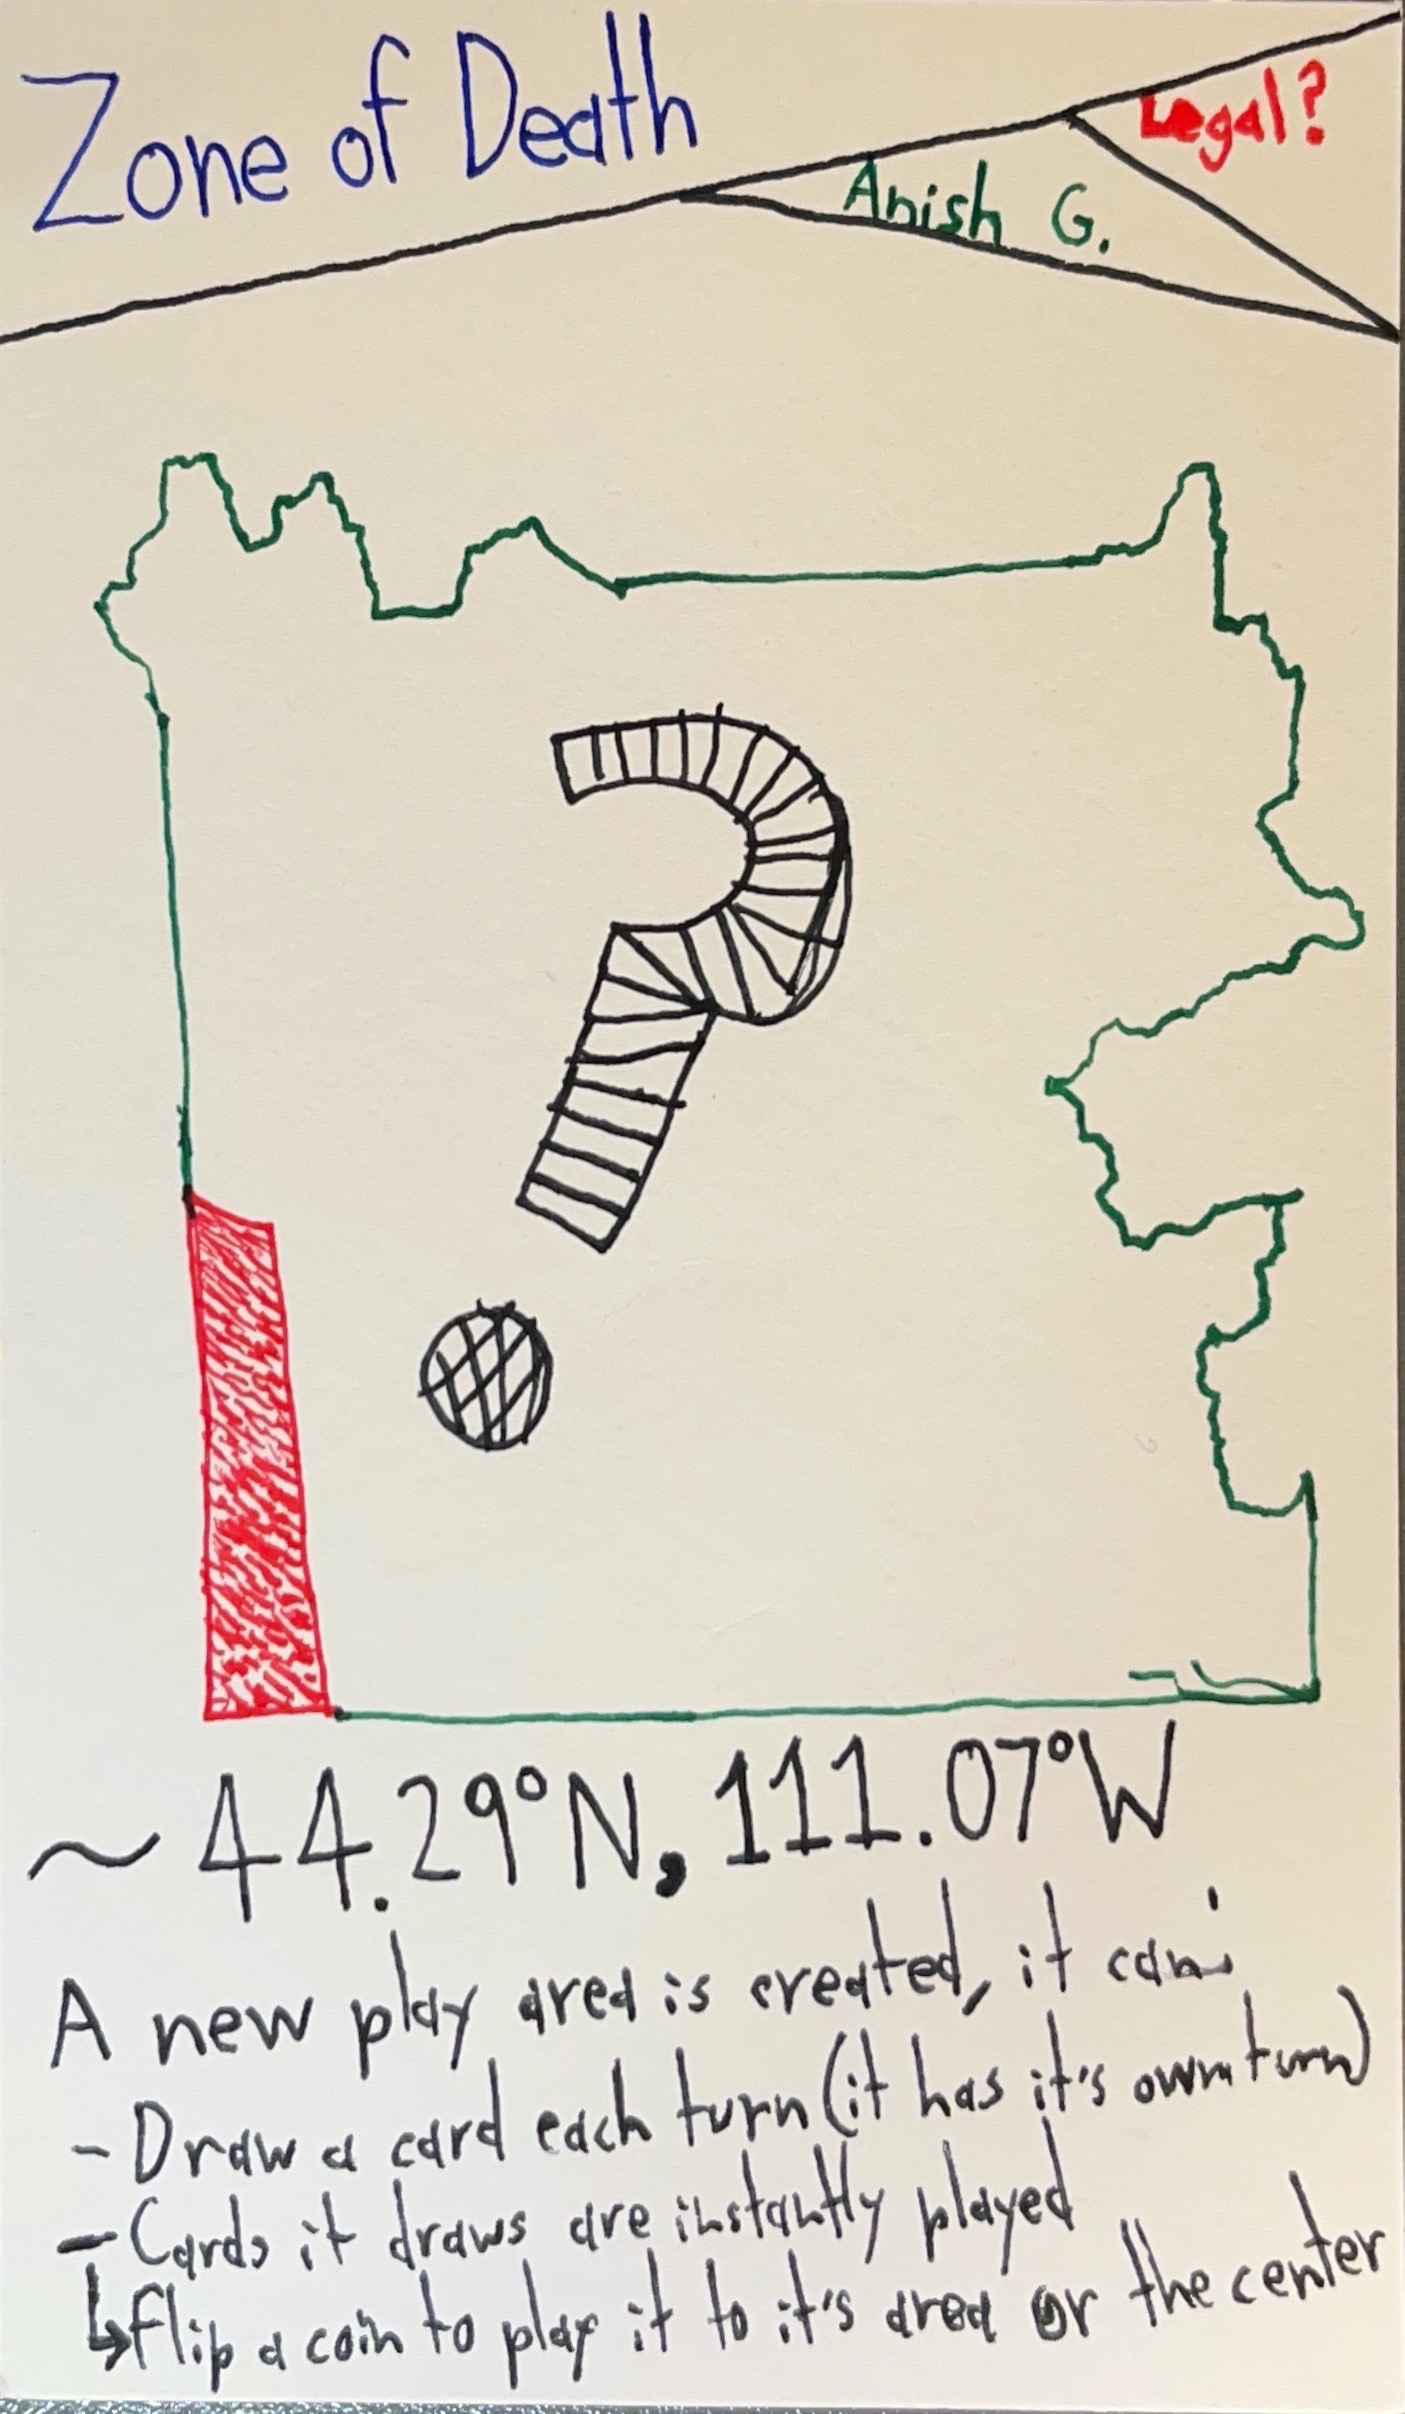 Zone of Death
Legal?
Anish G.
?
~44.29°N, 111.07°W
A new play area is created, it can:
- Draw a card each turn (it has it's own turn)
- Cards it draws are instantly played
↳ flip a coin to play it to it's area or the center